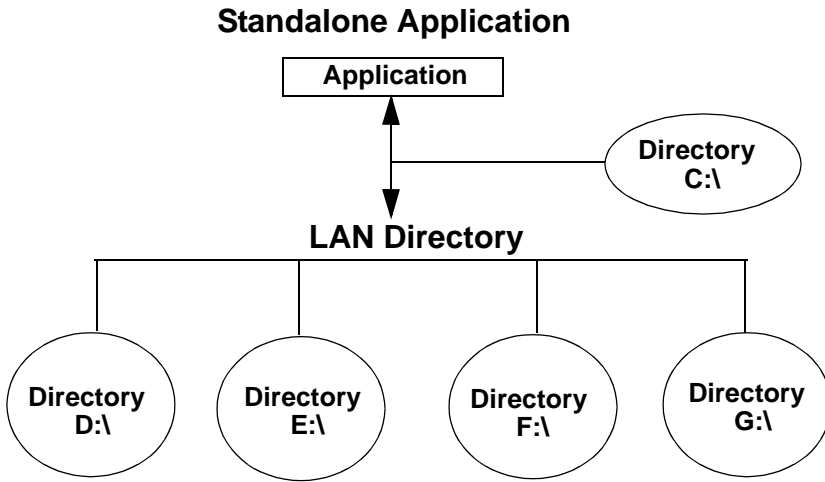 Standalone Application
Application
Directory
C:\
LAN Directory
Directory
D:\
Directory
E:\
Directory
F:\
Directory
G:\